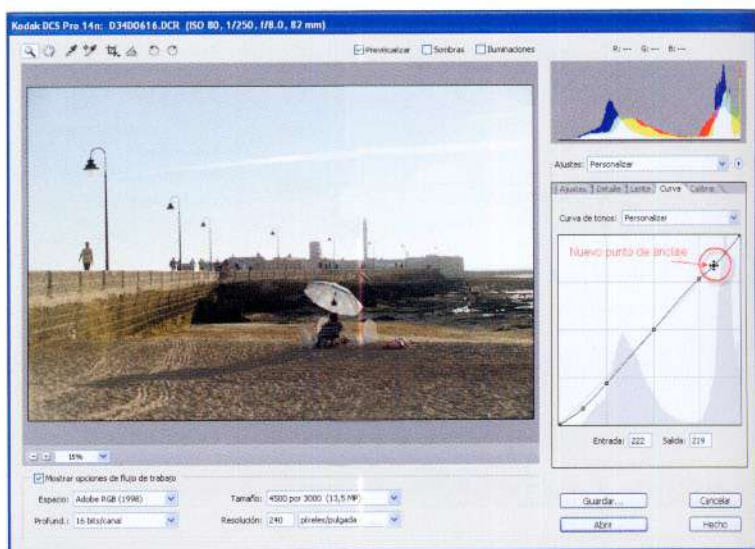 Kodak DCS Pro 14n: D34D0616.DCR (ISO 80, 1/250, f/8.0, 82 mm)
Previsualizar Sombras Iluminaciones
R: --- G: --- B: ---
Ajustes: Personalizar
Ajustes Detalle Lente Curva Calibrar
Curva de tonos: Personalizar
Nuevo punto de anclaje
Entrada: 222 Salida: 219
15%
Mostrar opciones de flujo de trabajo
Espacio: Adobe RGB (1998) Tamaño: 4500 por 3000 (13,5 MP)
Profund.: 16 bits/canal Resolución: 240 píxeles/pulgada
Guardar... Cancelar
Abrir Hecho